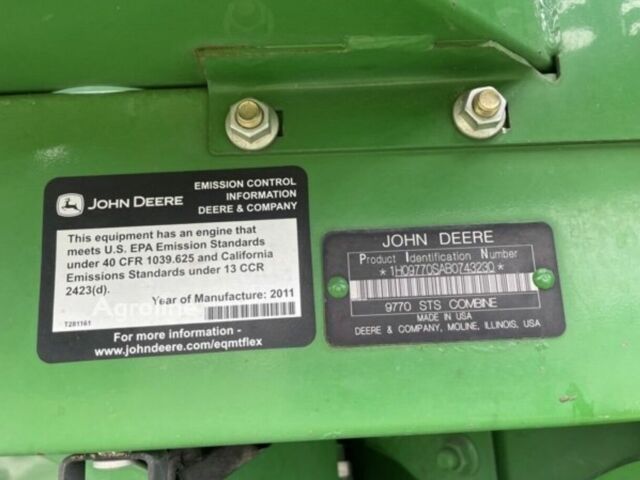 JOHN DEERE
EMISSION CONTROL
INFORMATION
DEERE & COMPANY
This equipment has an engine that
meets U.S. EPA Emission Standards
under 40 CFR 1039.625 and California
Emissions Standards under 13 CCR
2423(d).
Year of Manufacture: 2011
T281161
For more information -
www.johndeere.com/eqmtflex
JOHN DEERE
Product Identification Number
*1H09770SAB0743230*
9770 STS COMBINE
MADE IN USA
DEERE & COMPANY, MOLINE, ILLINOIS, USA
Agroline